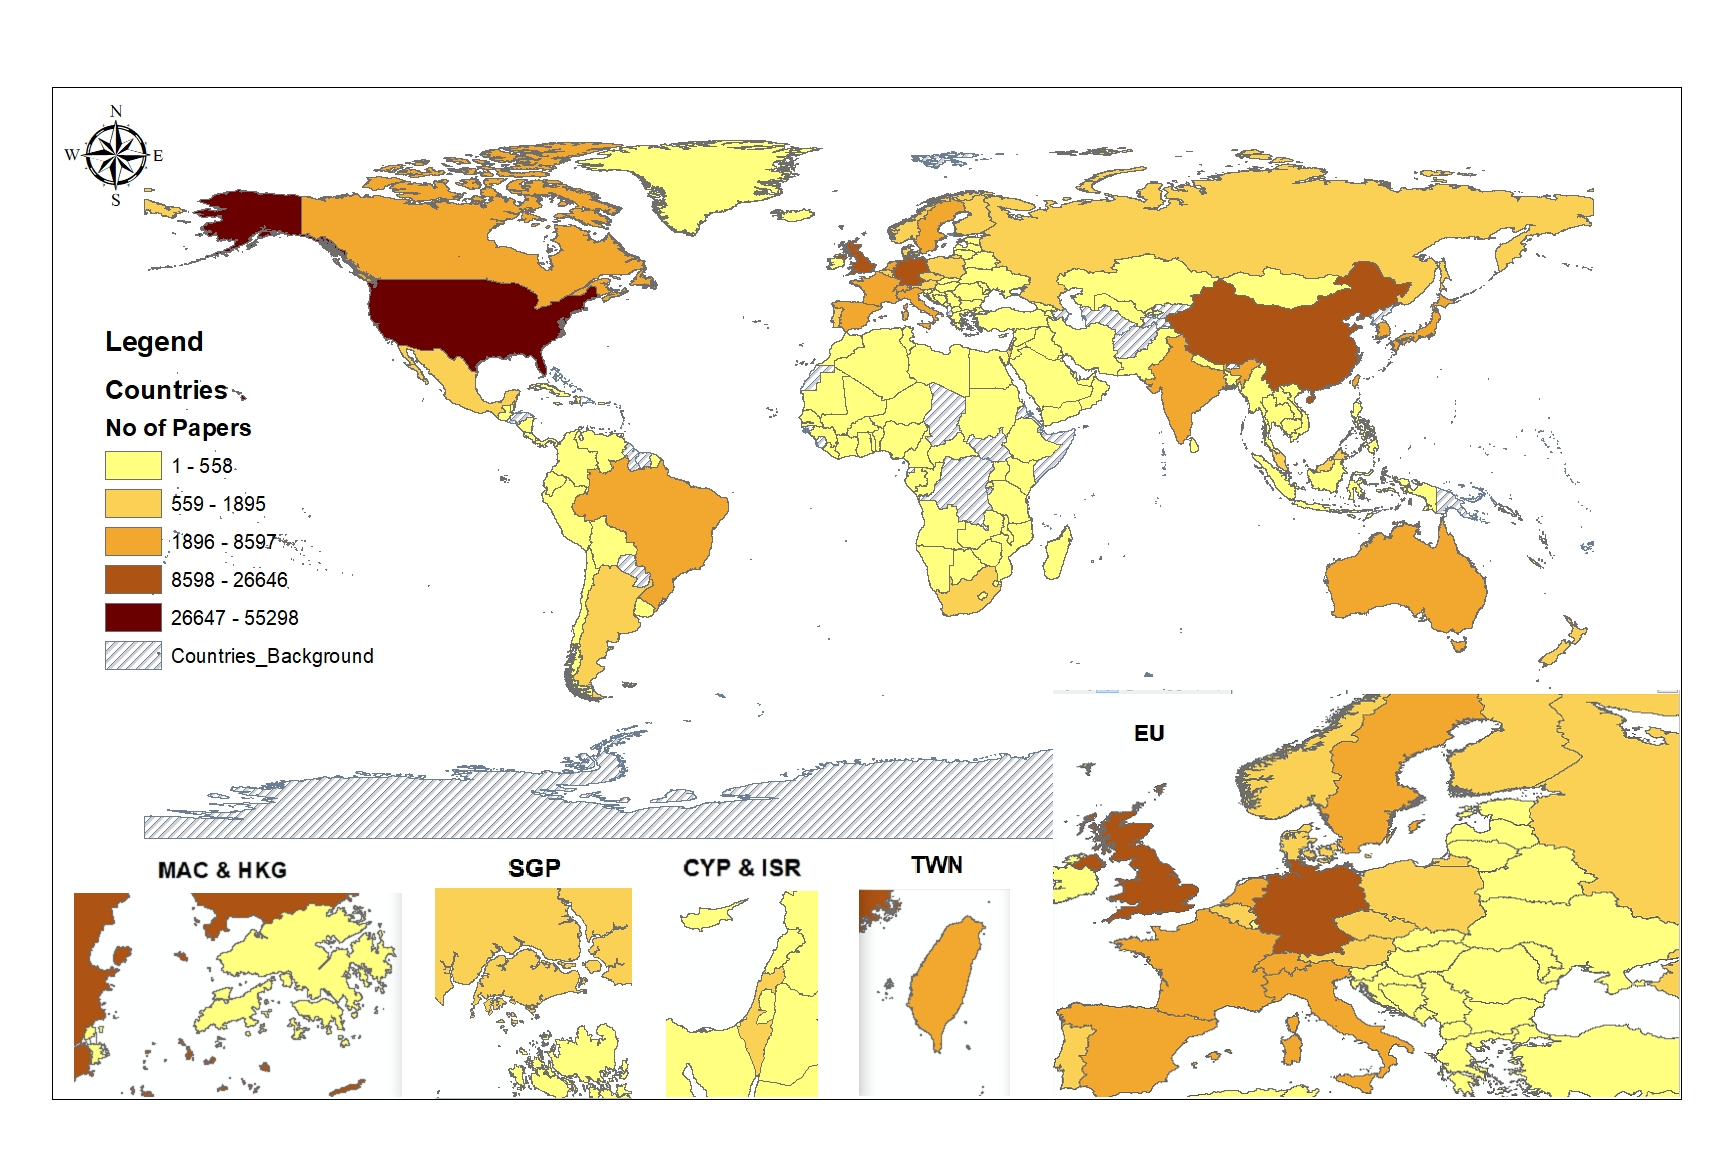 N
W E
S
Legend
Countries
No of Papers
1 - 558
559 - 1895
1896 - 8597
8598 - 26646
26647 - 55298
Countries_Background
EU
MAC & HKG
SGP
CYP & ISR
TWN